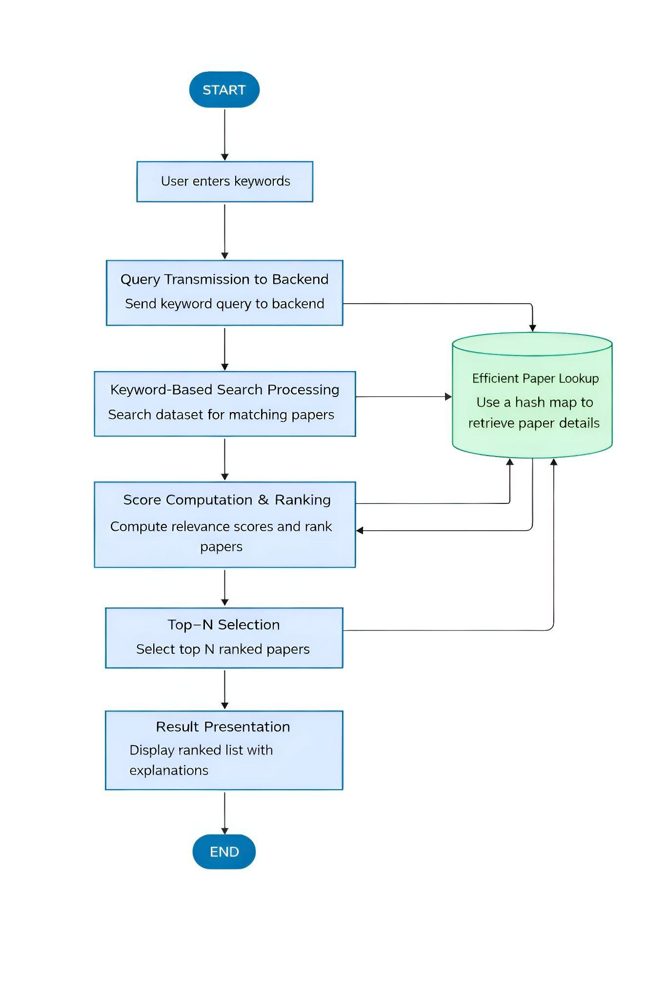 START
User enters keywords
Query Transmission to Backend
Send keyword query to backend
Keyword-Based Search Processing
Search dataset for matching papers
Efficient Paper Lookup
Use a hash map to
retrieve paper details
Score Computation & Ranking
Compute relevance scores and rank
papers
Top–N Selection
Select top N ranked papers
Result Presentation
Display ranked list with
explanations
END